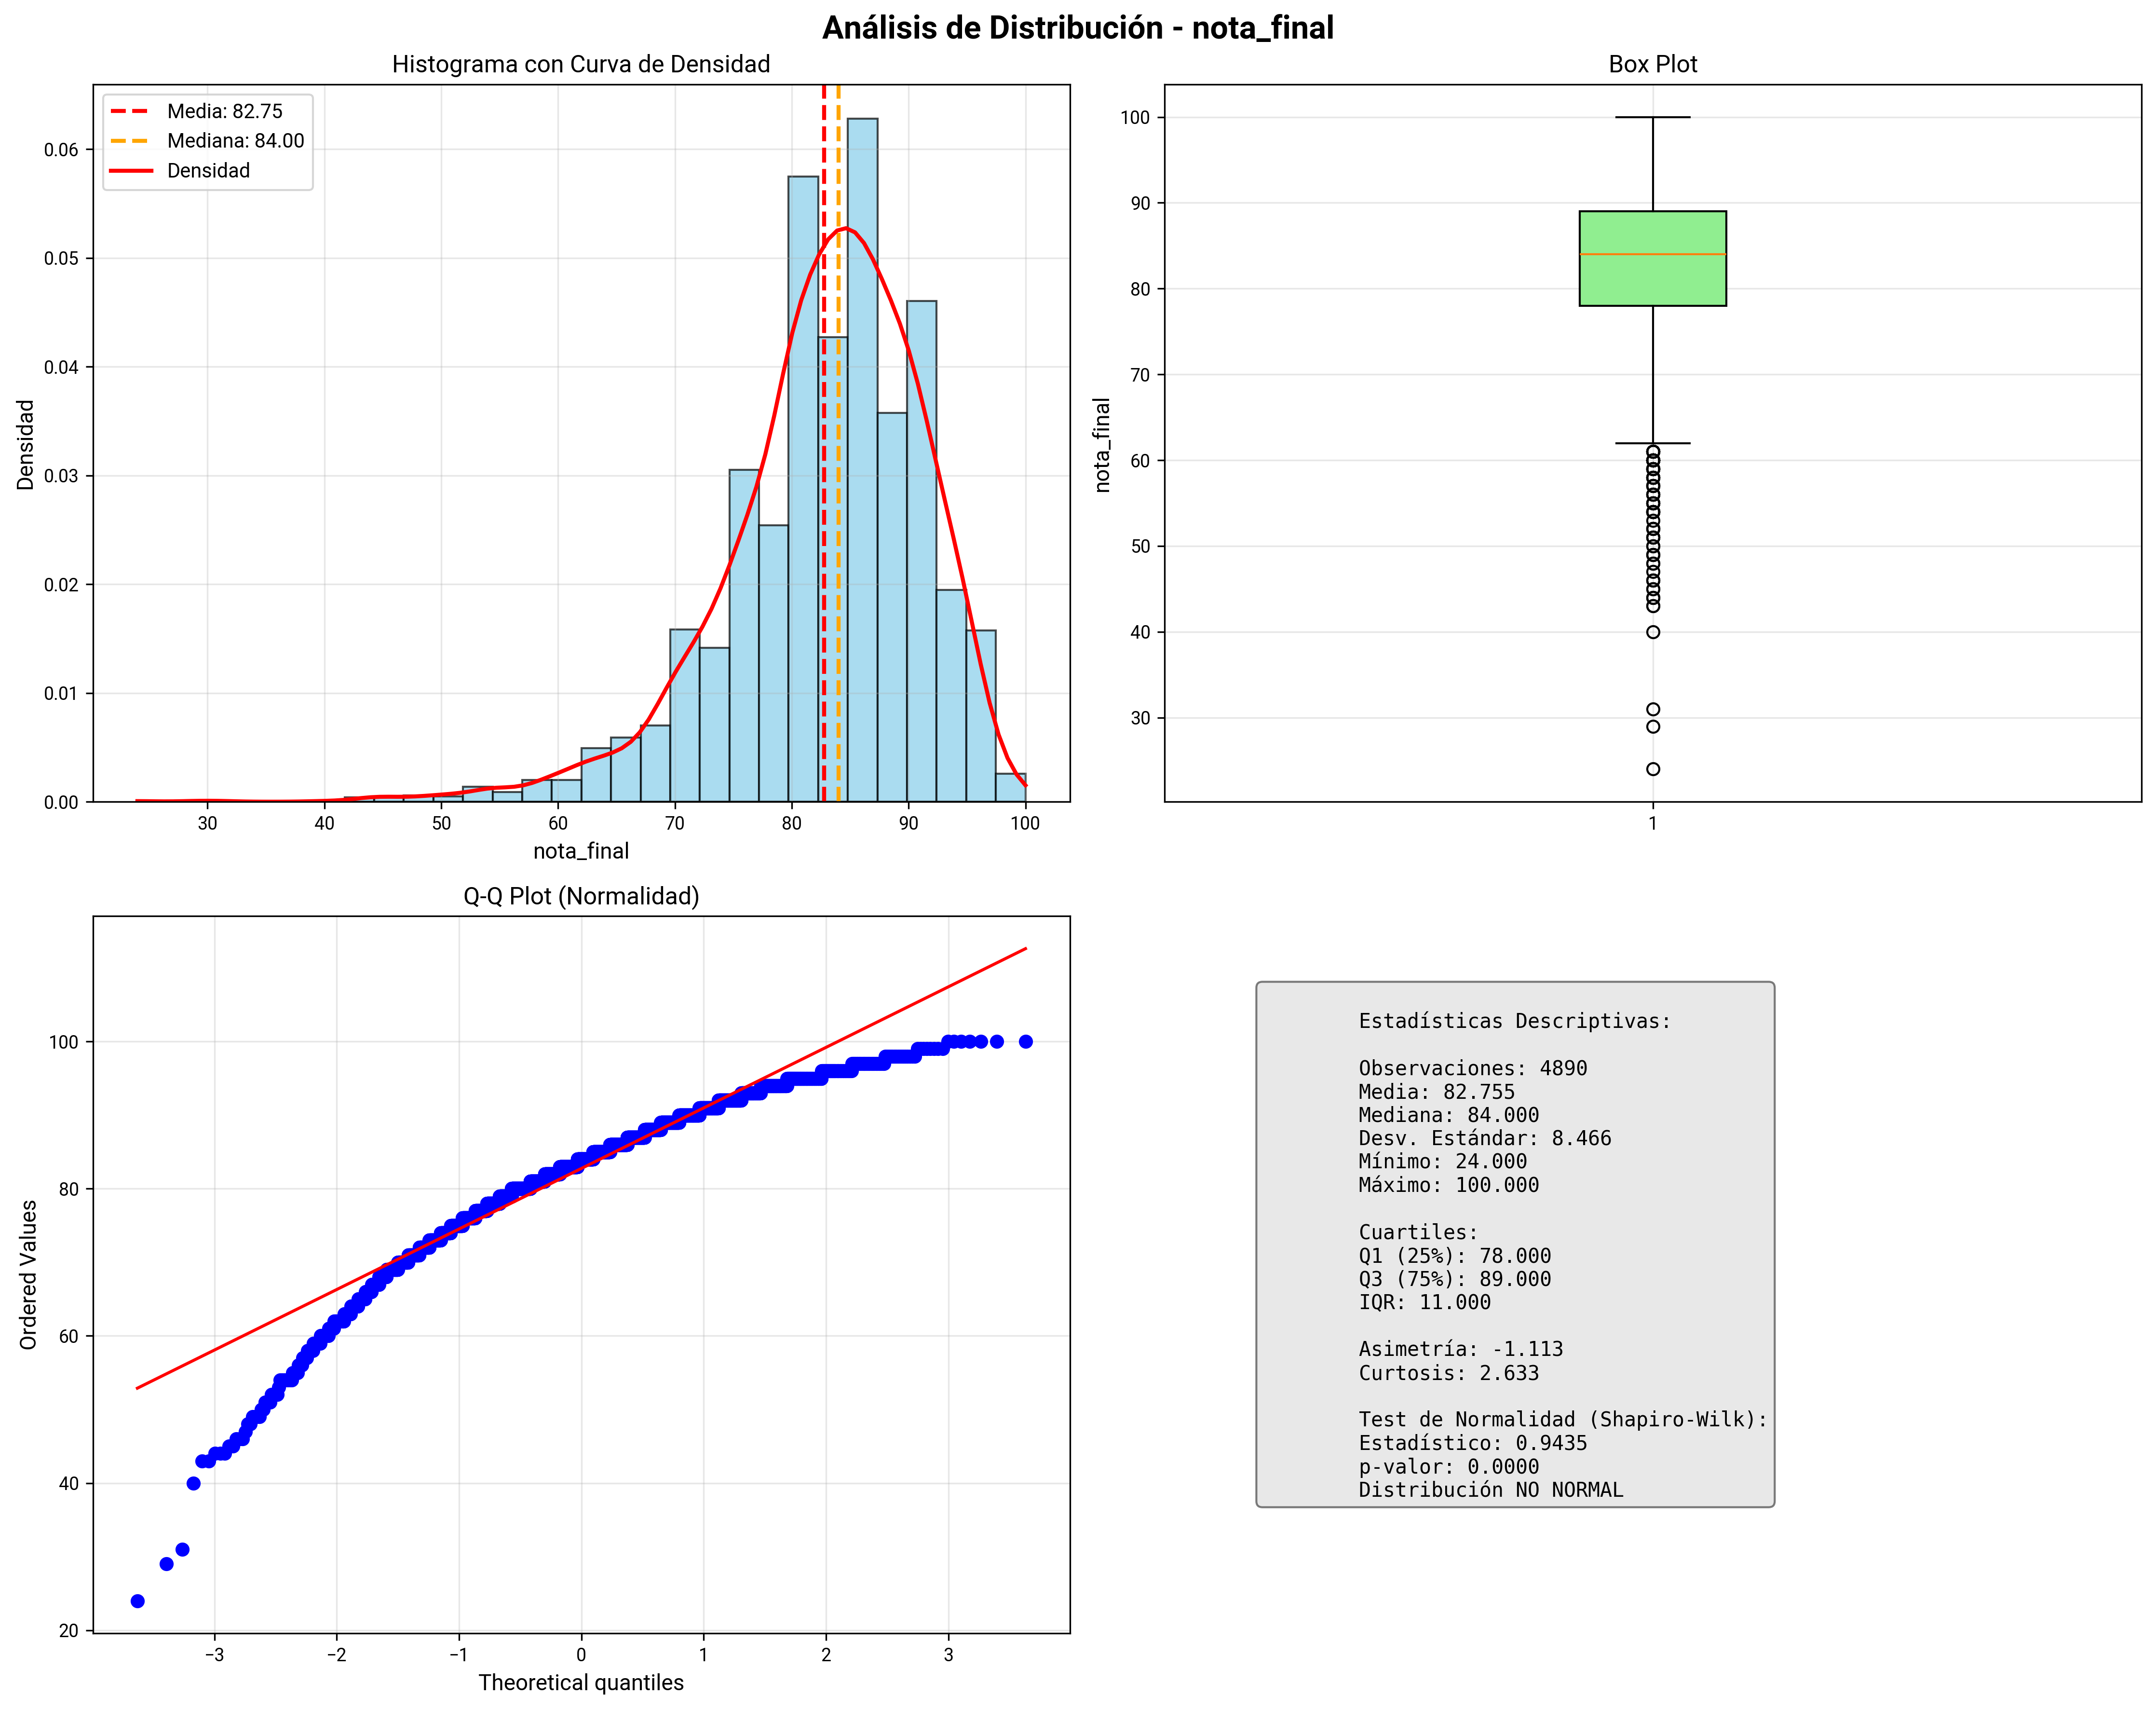 Análisis de Distribución - nota_final
Histograma con Curva de Densidad
Media: 82.75
Mediana: 84.00
Densidad
0.06
0.05
0.04
0.03
0.02
0.01
0.00
Densidad
30 40 50 60 70 80 90 100
nota_final
Box Plot
100
90
80
70
60
50
40
30
nota_final
1
Q-Q Plot (Normalidad)
100
80
60
40
20
Ordered Values
−3 −2 −1 0 1 2 3
Theoretical quantiles
Estadísticas Descriptivas:
Observaciones: 4890
Media: 82.755
Mediana: 84.000
Desv. Estándar: 8.466
Mínimo: 24.000
Máximo: 100.000
Cuartiles:
Q1 (25%): 78.000
Q3 (75%): 89.000
IQR: 11.000
Asimetría: -1.113
Curtosis: 2.633
Test de Normalidad (Shapiro-Wilk):
Estadístico: 0.9435
p-valor: 0.0000
Distribución NO NORMAL